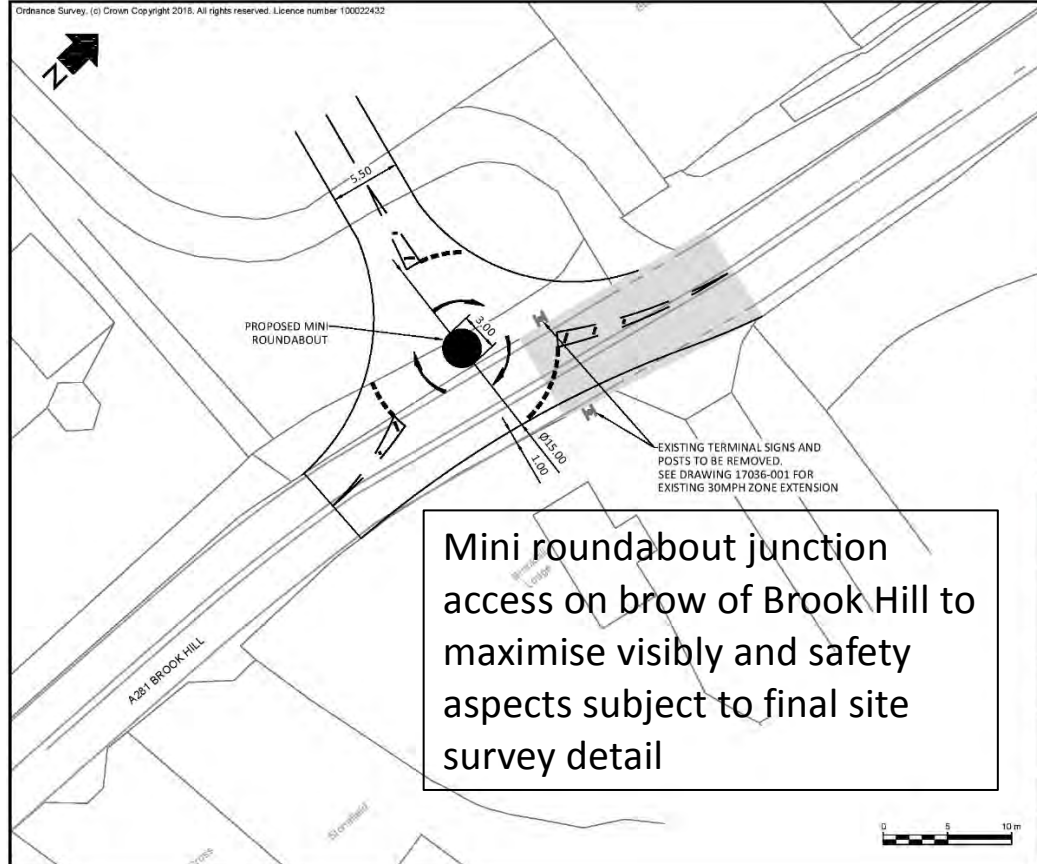 Ordnance Survey, (c) Crown Copyright 2018. All rights reserved. Licence number 100022432
N
5.50
PROPOSED MINI
ROUNDABOUT
3.00
Ø15.00
1.00
EXISTING TERMINAL SIGNS AND
POSTS TO BE REMOVED.
SEE DRAWING 17036-001 FOR
EXISTING 30MPH ZONE EXTENSION
Mini roundabout junction
access on brow of Brook Hill to
maximise visibly and safety
aspects subject to final site
survey detail
Lodge
A281 BROOK HILL
Stonefield
0 5 10 m